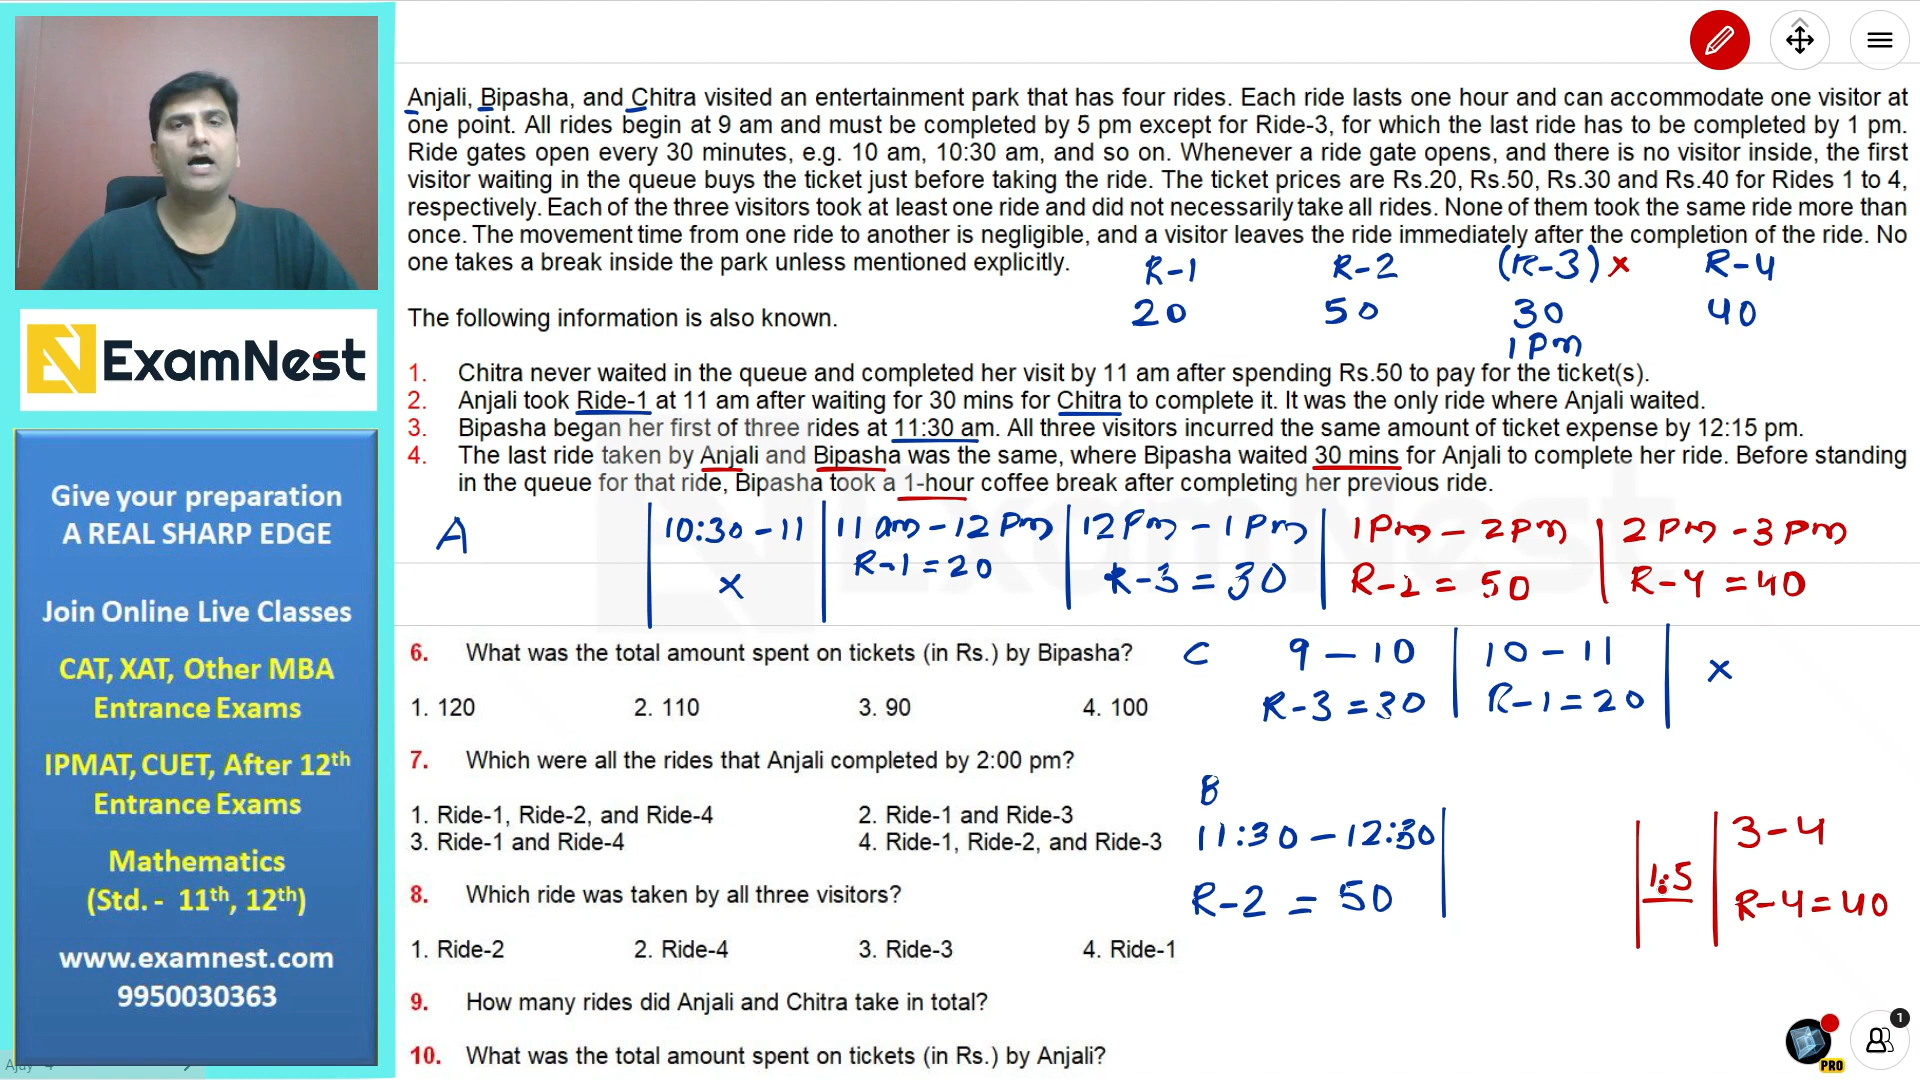 Anjali, Bipasha, and Chitra visited an entertainment park that has four rides. Each ride lasts one hour and can accommodate one visitor at
one point. All rides begin at 9 am and must be completed by 5 pm except for Ride-3, for which the last ride has to be completed by 1 pm.
Ride gates open every 30 minutes, e.g. 10 am, 10:30 am, and so on. Whenever a ride gate opens, and there is no visitor inside, the first
visitor waiting in the queue buys the ticket just before taking the ride. The ticket prices are Rs.20, Rs.50, Rs.30 and Rs.40 for Rides 1 to 4,
respectively. Each of the three visitors took at least one ride and did not necessarily take all rides. None of them took the same ride more than
once. The movement time from one ride to another is negligible, and a visitor leaves the ride immediately after the completion of the ride. No
one takes a break inside the park unless mentioned explicitly.
R-1 R-2 (R-3) x R-4
20 50 30 40
1 Pm
The following information is also known.
1. Chitra never waited in the queue and completed her visit by 11 am after spending Rs.50 to pay for the ticket(s).
2. Anjali took Ride-1 at 11 am after waiting for 30 mins for Chitra to complete it. It was the only ride where Anjali waited.
3. Bipasha began her first of three rides at 11:30 am. All three visitors incurred the same amount of ticket expense by 12:15 pm.
4. The last ride taken by Anjali and Bipasha was the same, where Bipasha waited 30 mins for Anjali to complete her ride. Before standing
in the queue for that ride, Bipasha took a 1-hour coffee break after completing her previous ride.
A 10:30 - 11 11 am - 12 Pm 12 Pm - 1 Pm 1 Pm - 2 Pm 2 Pm - 3 Pm
x R-1 = 20 R-3 = 30 R-2 = 50 R-4 = 40
6. What was the total amount spent on tickets (in Rs.) by Bipasha?
1. 120 2. 110 3. 90 4. 100
C 9 - 10 10 - 11 x
R-3 = 30 R-1 = 20
7. Which were all the rides that Anjali completed by 2:00 pm?
1. Ride-1, Ride-2, and Ride-4 2. Ride-1 and Ride-3
3. Ride-1 and Ride-4 4. Ride-1, Ride-2, and Ride-3
B
11:30 - 12:30
R-2 = 50
1.5
3 - 4
R-4 = 40
8. Which ride was taken by all three visitors?
1. Ride-2 2. Ride-4 3. Ride-3 4. Ride-1
9. How many rides did Anjali and Chitra take in total?
10. What was the total amount spent on tickets (in Rs.) by Anjali?
ExamNest
Give your preparation
A REAL SHARP EDGE
Join Online Live Classes
CAT, XAT, Other MBA
Entrance Exams
IPMAT, CUET, After 12th
Entrance Exams
Mathematics
(Std. - 11th, 12th)
www.examnest.com
9950030363
ExamNest
1
PRO